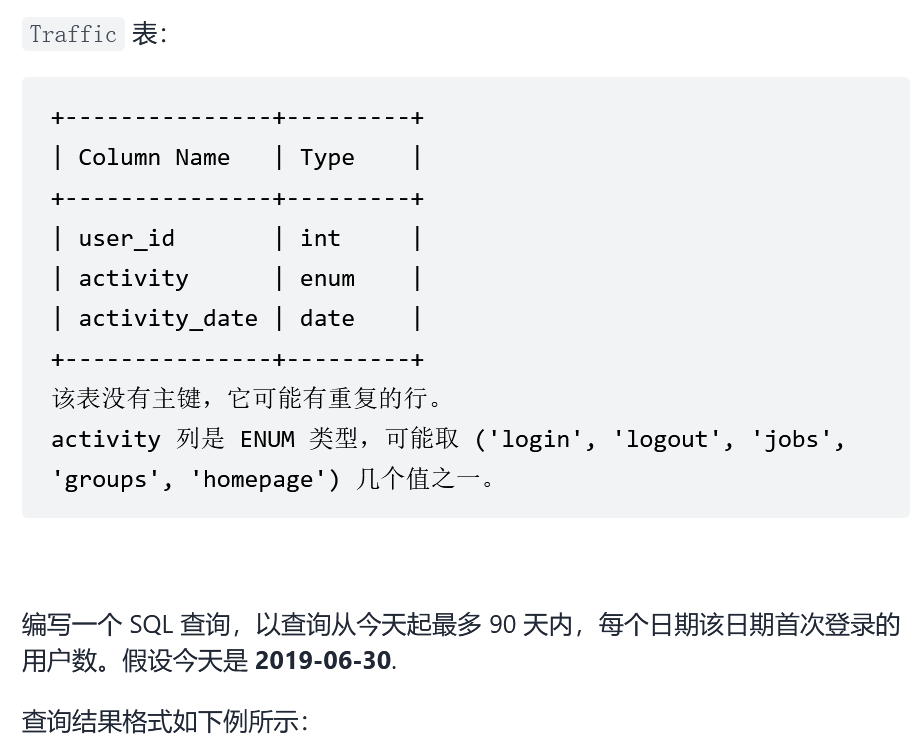 Traffic 表：
+---------------+---------+
| Column Name   | Type    |
+---------------+---------+
| user_id       | int     |
| activity      | enum    |
| activity_date | date    |
+---------------+---------+
该表没有主键，它可能有重复的行。
activity 列是 ENUM 类型，可能取 ('login', 'logout', 'jobs',
'groups', 'homepage') 几个值之一。
编写一个 SQL 查询，以查询从今天起最多 90 天内，每个日期该日期首次登录的
用户数。假设今天是 2019-06-30.
查询结果格式如下例所示：